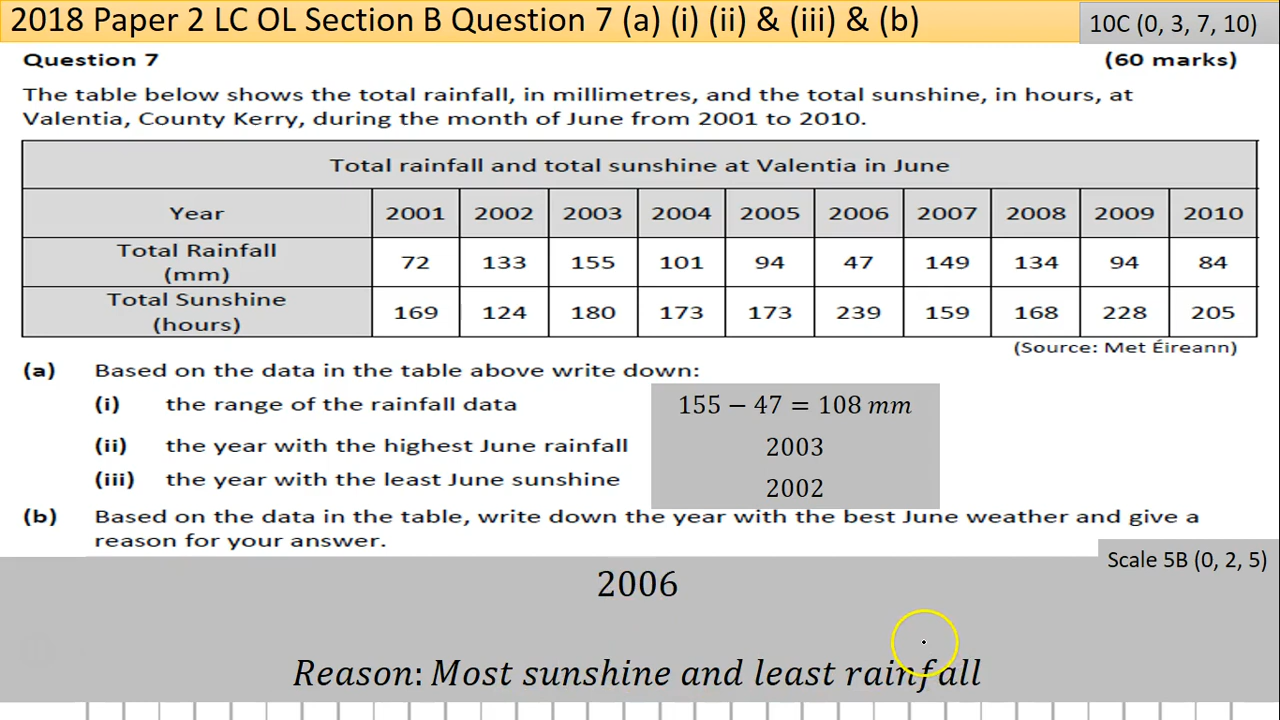 2018 Paper 2 LC OL Section B Question 7 (a) (i) (ii) & (iii) & (b)
10C (0, 3, 7, 10)
Question 7 (60 marks)
The table below shows the total rainfall, in millimetres, and the total sunshine, in hours, at
Valentia, County Kerry, during the month of June from 2001 to 2010.
Total rainfall and total sunshine at Valentia in June
Year 2001 2002 2003 2004 2005 2006 2007 2008 2009 2010
Total Rainfall
(mm) 72 133 155 101 94 47 149 134 94 84
Total Sunshine
(hours) 169 124 180 173 173 239 159 168 228 205
(Source: Met Éireann)
(a) Based on the data in the table above write down:
(i) the range of the rainfall data 155 − 47 = 108 mm
(ii) the year with the highest June rainfall 2003
(iii) the year with the least June sunshine 2002
(b) Based on the data in the table, write down the year with the best June weather and give a
reason for your answer.
Scale 5B (0, 2, 5)
2006
Reason: Most sunshine and least rainfall